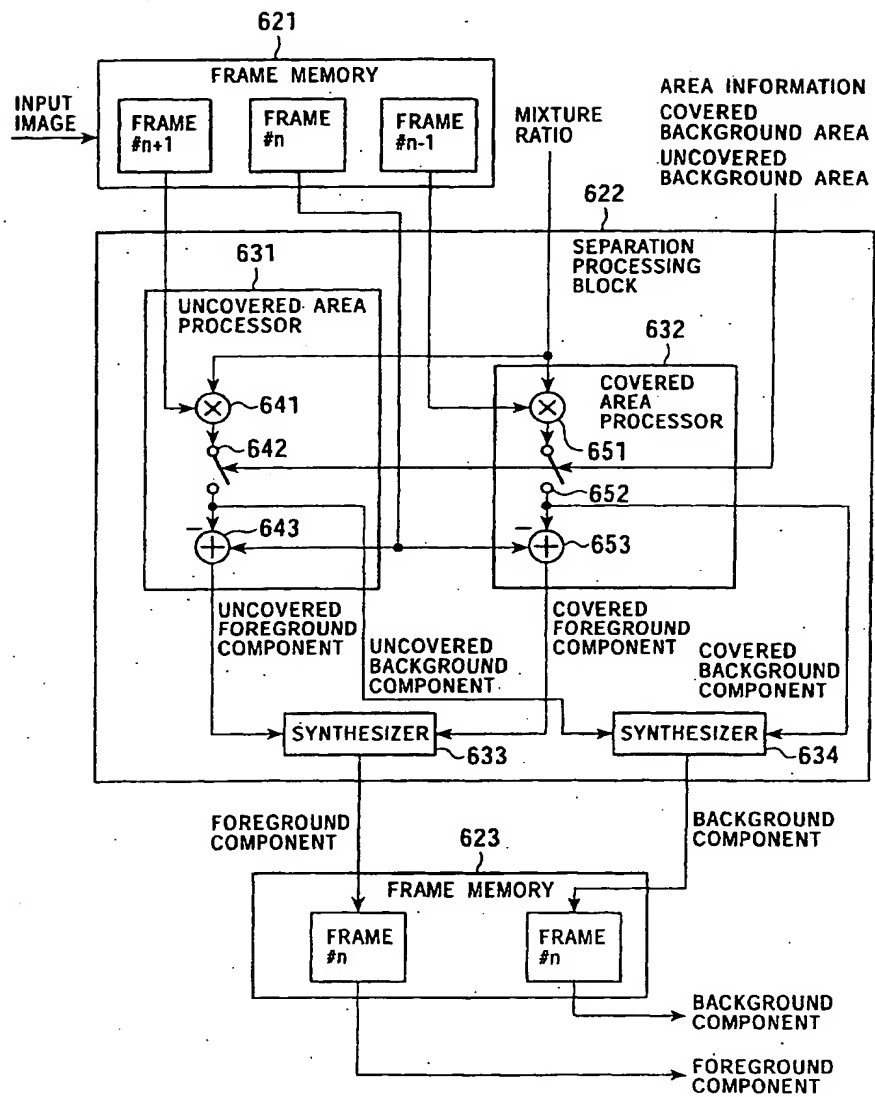 621
FRAME MEMORY
INPUT
IMAGE
FRAME
#n+1
FRAME
#n
FRAME
#n-1
MIXTURE
RATIO
AREA INFORMATION
COVERED
BACKGROUND AREA
UNCOVERED
BACKGROUND AREA
622
SEPARATION
PROCESSING
BLOCK
631
UNCOVERED AREA
PROCESSOR
632
COVERED
AREA
PROCESSOR
×
641
×
651
642
652
−
+
643
−
+
653
UNCOVERED
FOREGROUND
COMPONENT
UNCOVERED
BACKGROUND
COMPONENT
COVERED
FOREGROUND
COMPONENT
COVERED
BACKGROUND
COMPONENT
SYNTHESIZER
633
SYNTHESIZER
634
FOREGROUND
COMPONENT
BACKGROUND
COMPONENT
623
FRAME MEMORY
FRAME
#n
FRAME
#n
BACKGROUND
COMPONENT
FOREGROUND
COMPONENT